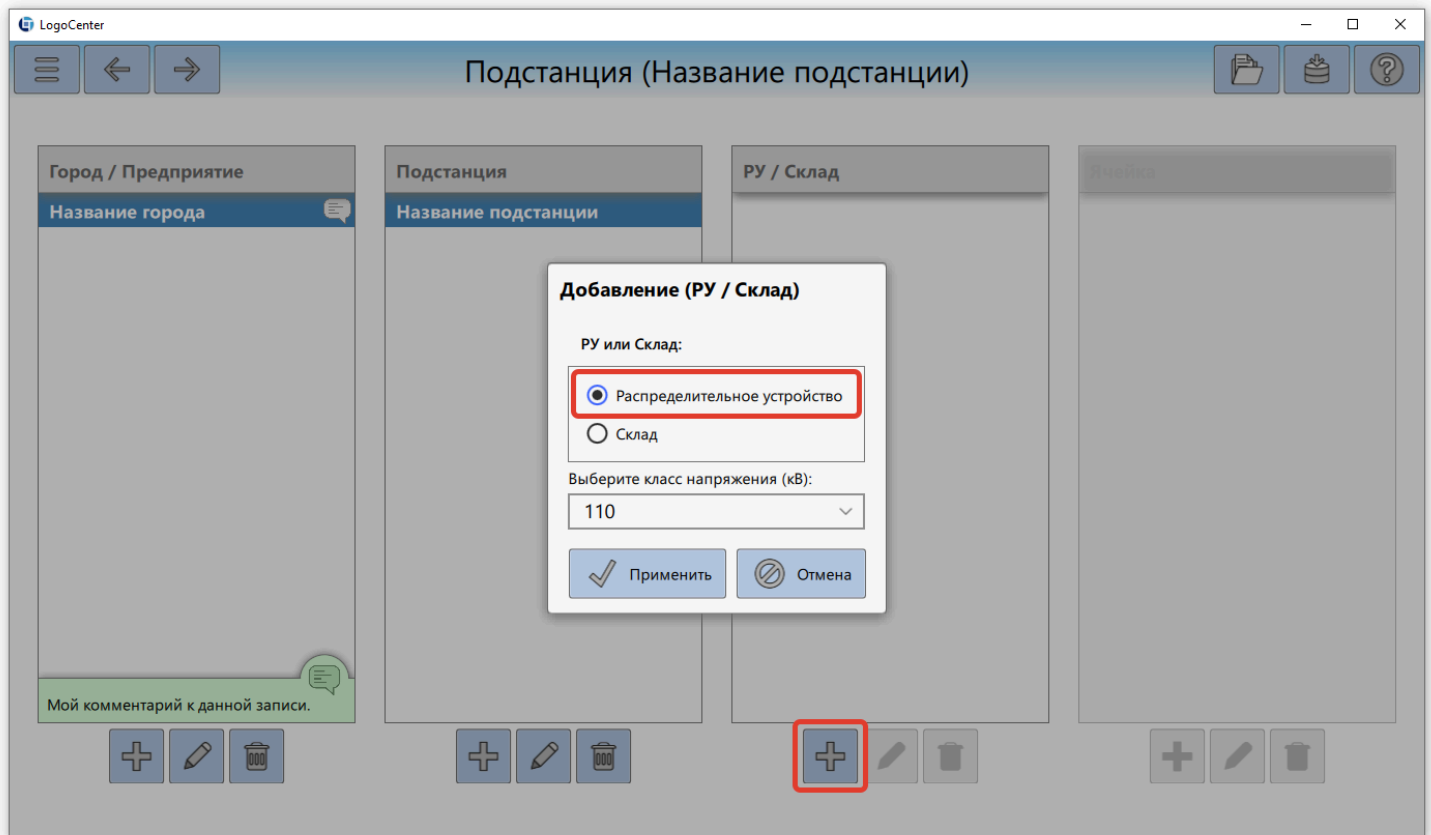 LogoCenter
Подстанция (Название подстанции)
Город / Предприятие
Подстанция
РУ / Склад
Ячейка
Название города
Название подстанции
Добавление (РУ / Склад)
РУ или Склад:
Распределительное устройство
Склад
Выберите класс напряжения (кВ):
110
Применить
Отмена
Мой комментарий к данной записи.